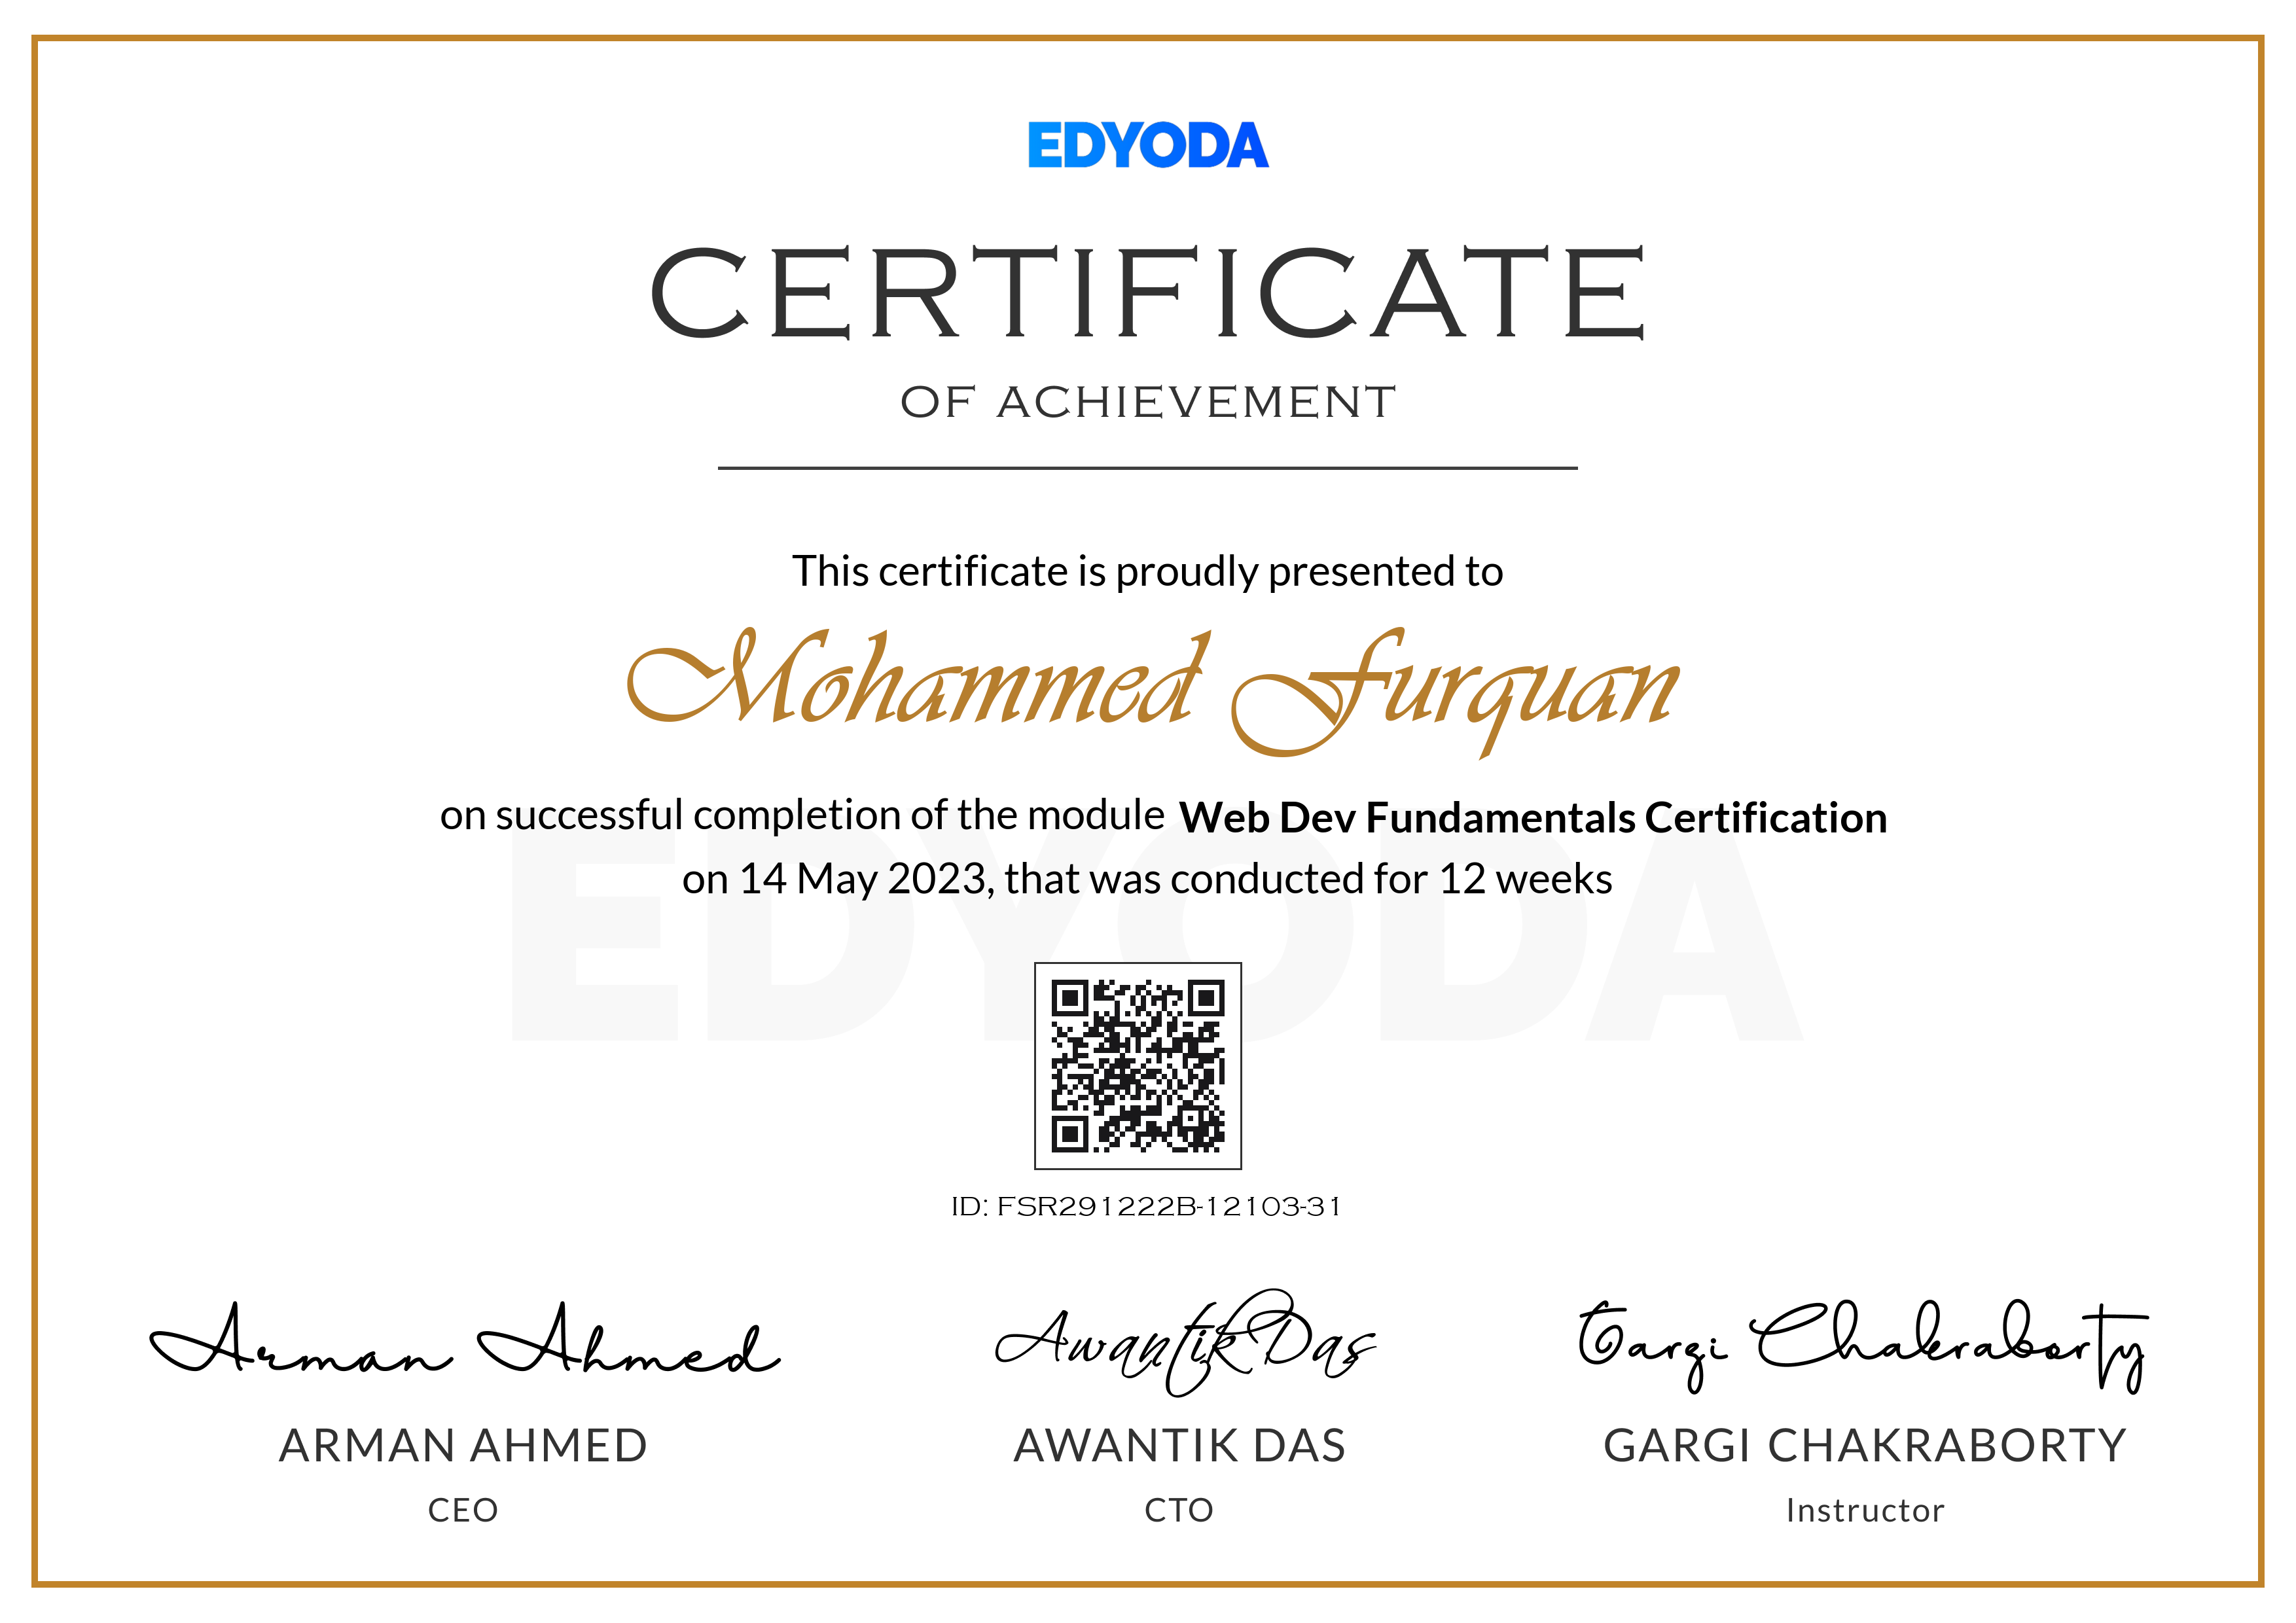 EDYODA
CERTIFICATE
OF ACHIEVEMENT
This certificate is proudly presented to
Mohammed Furquan
on successful completion of the module Web Dev Fundamentals Certification
on 14 May 2023, that was conducted for 12 weeks
EDYODA
ID: FSR291222B-12103-31
Arman Ahmed Awantik Das Gargi Chakraborty
ARMAN AHMED AWANTIK DAS GARGI CHAKRABORTY
CEO CTO Instructor